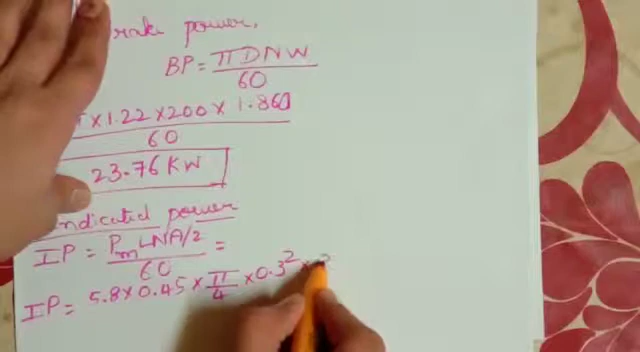 rake power,
BP = πDNW / 60
× 1.22 × 200 × 1.860 / 60
23.76 KW
ndicated power
IP = PmLNA/2 / 60 =
IP = 5.8 × 0.45 × π/4 × 0.3² ×